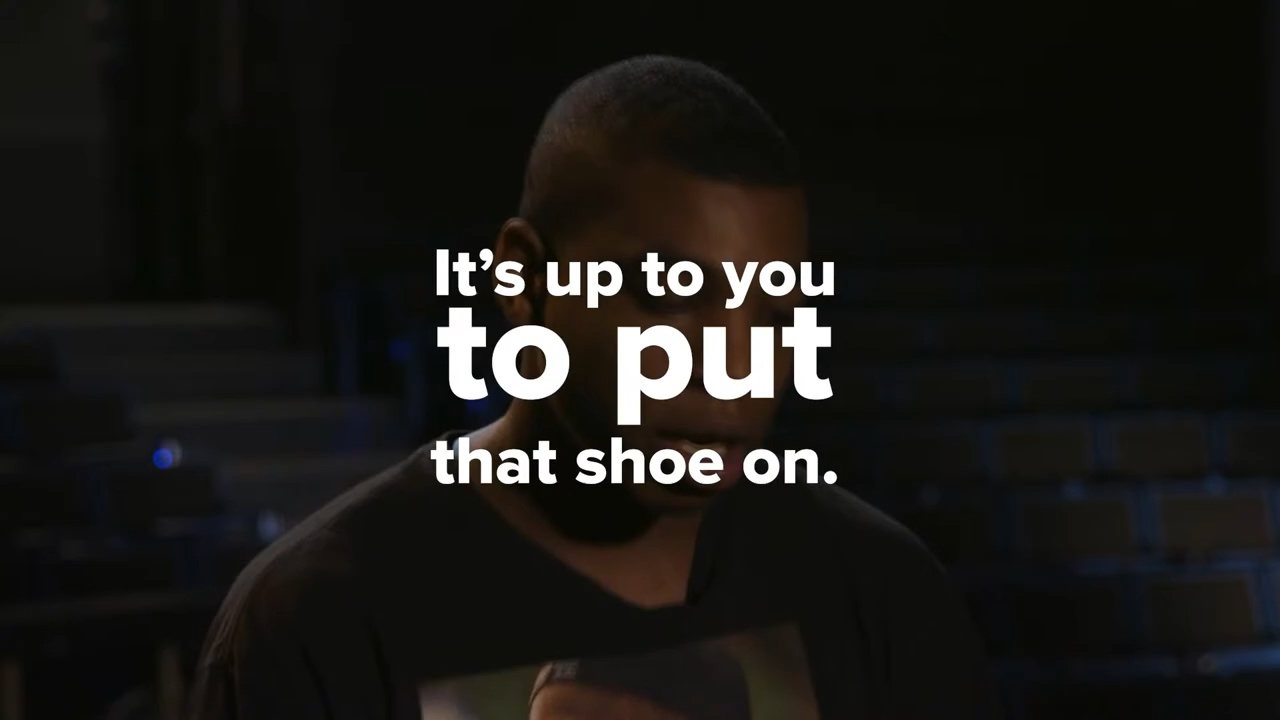 It’s up to you
to put
that shoe on.